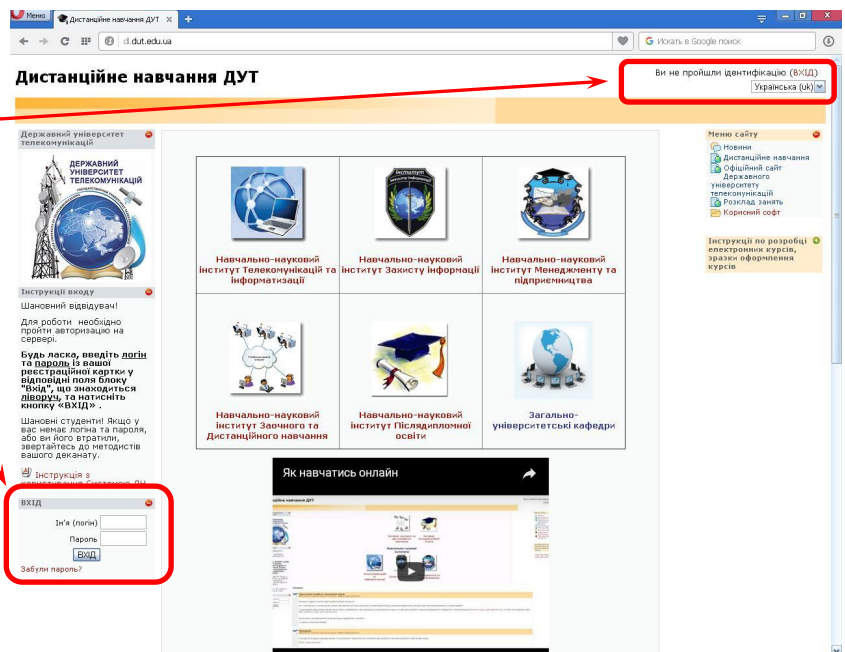 Меню
Дистанційне навчання ДУТ
dl.dut.edu.ua
Искать в Google поиск
Дистанційне навчання ДУТ
Ви не пройшли ідентифікацію (ВХІД)
Українська (uk)
Державний університет
телекомунікацій
ДЕРЖАВНИЙ
УНІВЕРСИТЕТ
ТЕЛЕКОМУНІКАЦІЙ
Інструкції входу
Шановний відвідувач!
Для роботи необхідно
пройти авторизацію на
сервері.
Будь ласка, введіть логін
та пароль із вашої
реєстраційної картки у
відповідні поля блоку
"Вхід", що знаходиться
ліворуч, та натисніть
кнопку «ВХІД» .
Шановні студенти! Якщо у
вас немає логіна та пароля,
або ви його втратили,
звертайтесь до методистів
вашого деканату.
Інструкція з
користування Системою ДН
ВХІД
Ім'я (логін)
Пароль
ВХІД
Забули пароль?
Навчально-науковий
інститут Телекомунікацій та
інформатизації
Навчально-науковий
інститут Захисту інформації
Навчально-науковий
інститут Менеджменту та
підприємництва
Навчально-науковий
інститут Заочного та
Дистанційного навчання
Навчально-науковий
інститут Післядипломної
освіти
Загально-
університетські кафедри
Як навчатись онлайн
Меню сайту
Новини
Дистанційне навчання
Офіційний сайт
Державного
університету
телекомунікацій
Розклад занять
Корисний софт
Інструкції по розробці
електронних курсів,
зразки оформлення
курсів